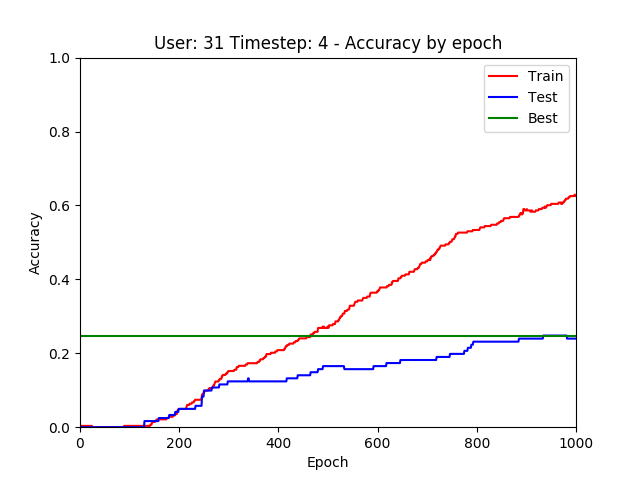 User: 31 Timestep: 4 - Accuracy by epoch
Train
Test
Best
1.0
0.8
0.6
0.4
0.2
0.0
Accuracy
0 200 400 600 800 1000
Epoch